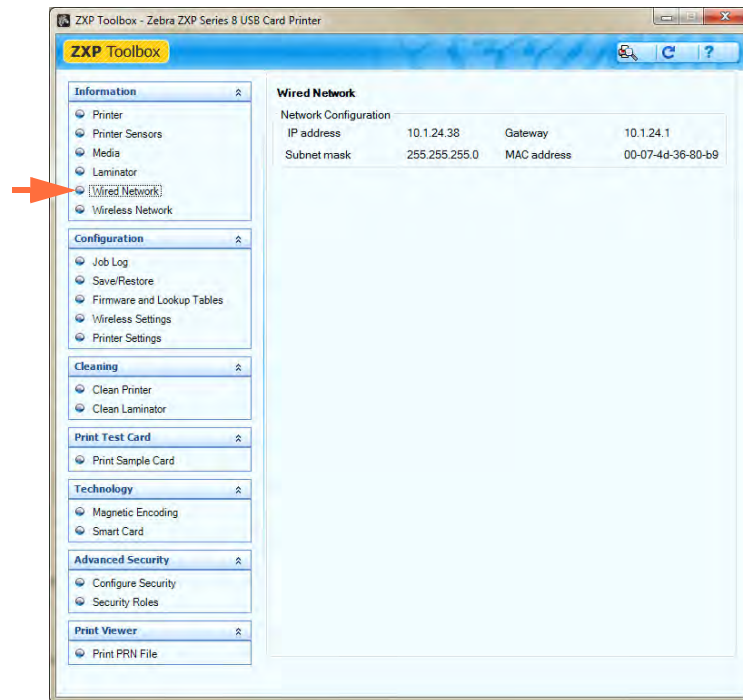 ZXP Toolbox - Zebra ZXP Series 8 USB Card Printer
ZXP Toolbox
?
Information
Printer
Printer Sensors
Media
Laminator
Wired Network
Wireless Network
Configuration
Job Log
Save/Restore
Firmware and Lookup Tables
Wireless Settings
Printer Settings
Cleaning
Clean Printer
Clean Laminator
Print Test Card
Print Sample Card
Technology
Magnetic Encoding
Smart Card
Advanced Security
Configure Security
Security Roles
Print Viewer
Print PRN File
Wired Network
Network Configuration
IP address 10.1.24.38 Gateway 10.1.24.1
Subnet mask 255.255.255.0 MAC address 00-07-4d-36-80-b9